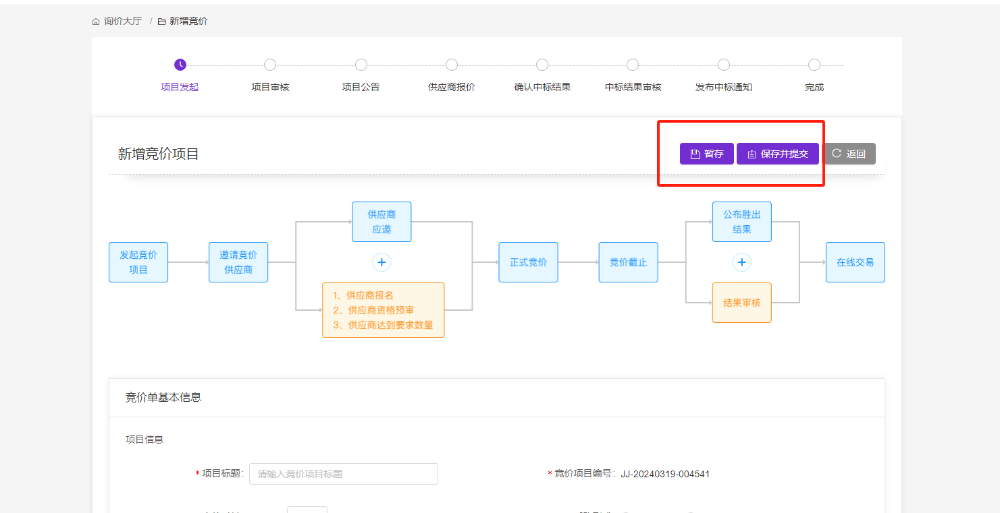 询价大厅 / 新增竞价
项目发起 项目审核 项目公告 供应商报价 确认中标结果 中标结果审核 发布中标通知 完成
新增竞价项目
暂存 保存并提交 返回
发起竞价
项目
邀请竞价
供应商
供应商
应邀
1、供应商报名
2、供应商资格预审
3、供应商达到要求数量
正式竞价
竞价截止
公布胜出
结果
结果审核
在线交易
竞价单基本信息
项目信息
* 项目标题: 请输入竞价项目标题
* 竞价项目编号: JJ-20240319-004541